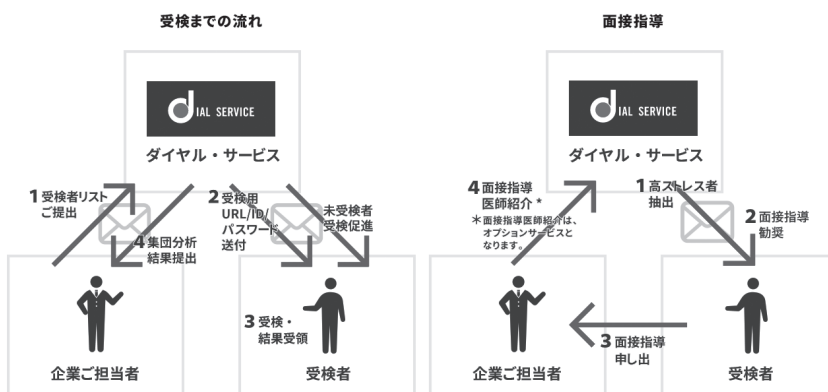 受検までの流れ
dIAL SERVICE
ダイヤル・サービス
1 受検者リスト
ご提出
4 集団分析
結果提出
2 受検用
URL/ID/
パスワード
送付
未受検者
受検促進
3 受検・
結果受領
企業ご担当者
受検者
面接指導
dIAL SERVICE
ダイヤル・サービス
4 面接指導
医師紹介 *
＊面接指導医師紹介は、
オプションサービスと
なります。
1 高ストレス者
抽出
2 面接指導
勧奨
3 面接指導
申し出
企業ご担当者
受検者